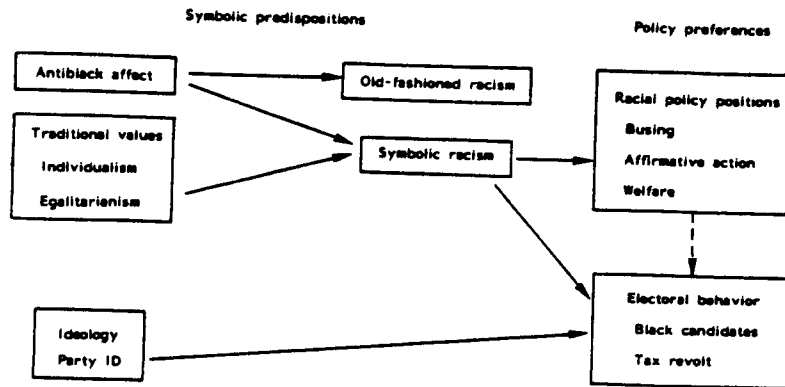 Symbolic predispositions
Policy preferences
Antiblack affect
Old-fashioned racism
Traditional values
Individualism
Egalitarianism
Symbolic racism
Racial policy positions
Busing
Affirmative action
Welfare
Ideology
Party ID
Electoral behavior
Black candidates
Tax revolt